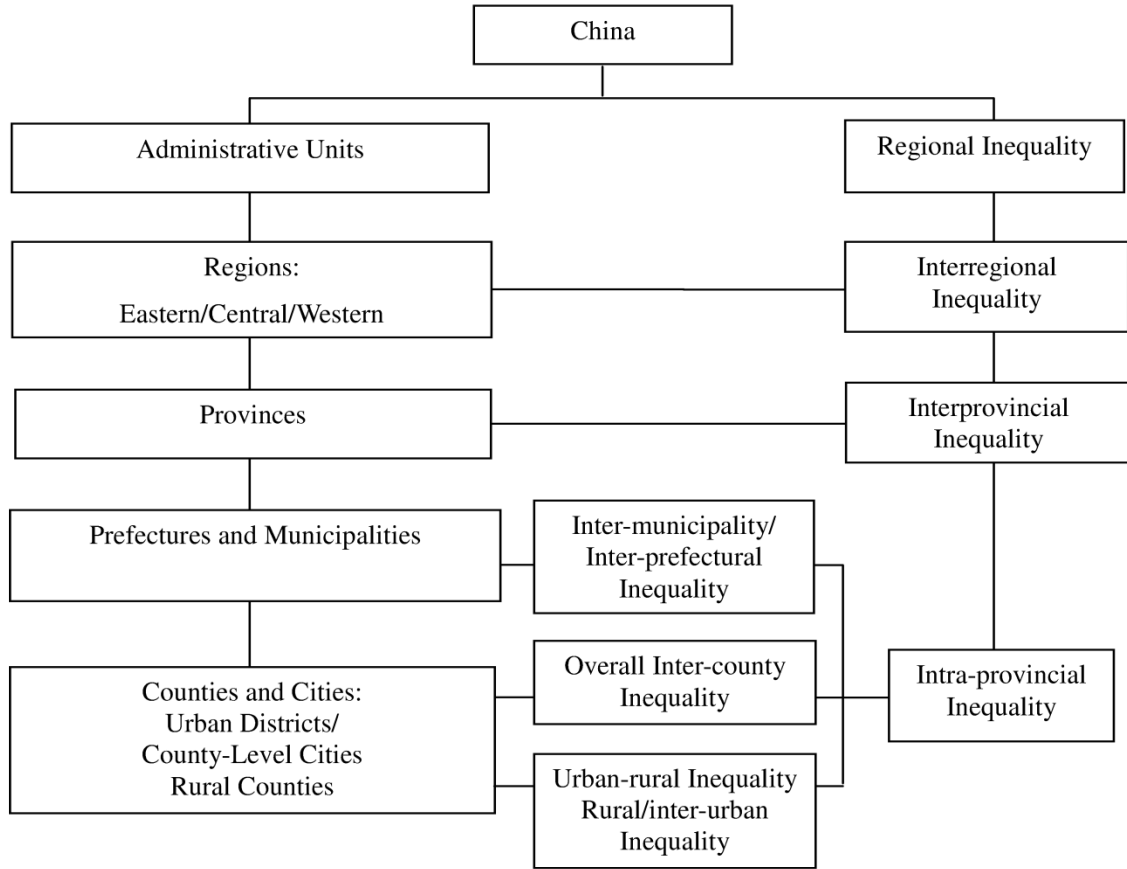 China
Administrative Units
Regional Inequality
Regions:
Eastern/Central/Western
Interregional
Inequality
Provinces
Interprovincial
Inequality
Prefectures and Municipalities
Inter-municipality/
Inter-prefectural
Inequality
Counties and Cities:
Urban Districts/
County-Level Cities
Rural Counties
Overall Inter-county
Inequality
Intra-provincial
Inequality
Urban-rural Inequality
Rural/inter-urban
Inequality